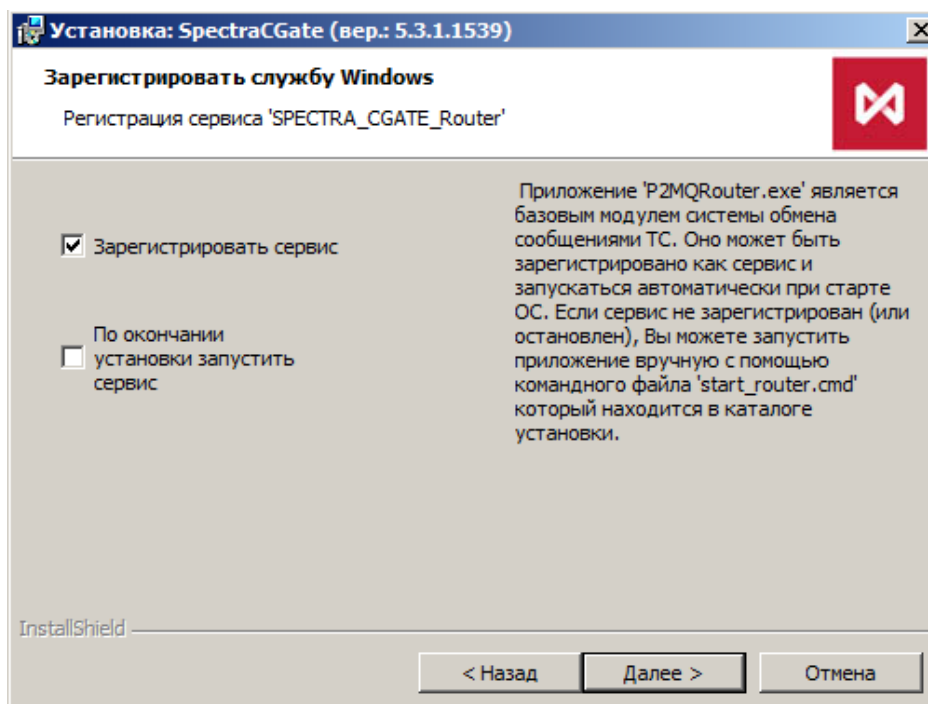 Установка: SpectraCGate (вер.: 5.3.1.1539)
Зарегистрировать службу Windows
Регистрация сервиса 'SPECTRA_CGATE_Router'
Зарегистрировать сервис
По окончании
установки запустить
сервис
Приложение 'P2MQRouter.exe' является
базовым модулем системы обмена
сообщениями ТС. Оно может быть
зарегистрировано как сервис и
запускаться автоматически при старте
ОС. Если сервис не зарегистрирован (или
остановлен), Вы можете запустить
приложение вручную с помощью
командного файла 'start_router.cmd'
который находится в каталоге
установки.
InstallShield
< Назад
Далее >
Отмена